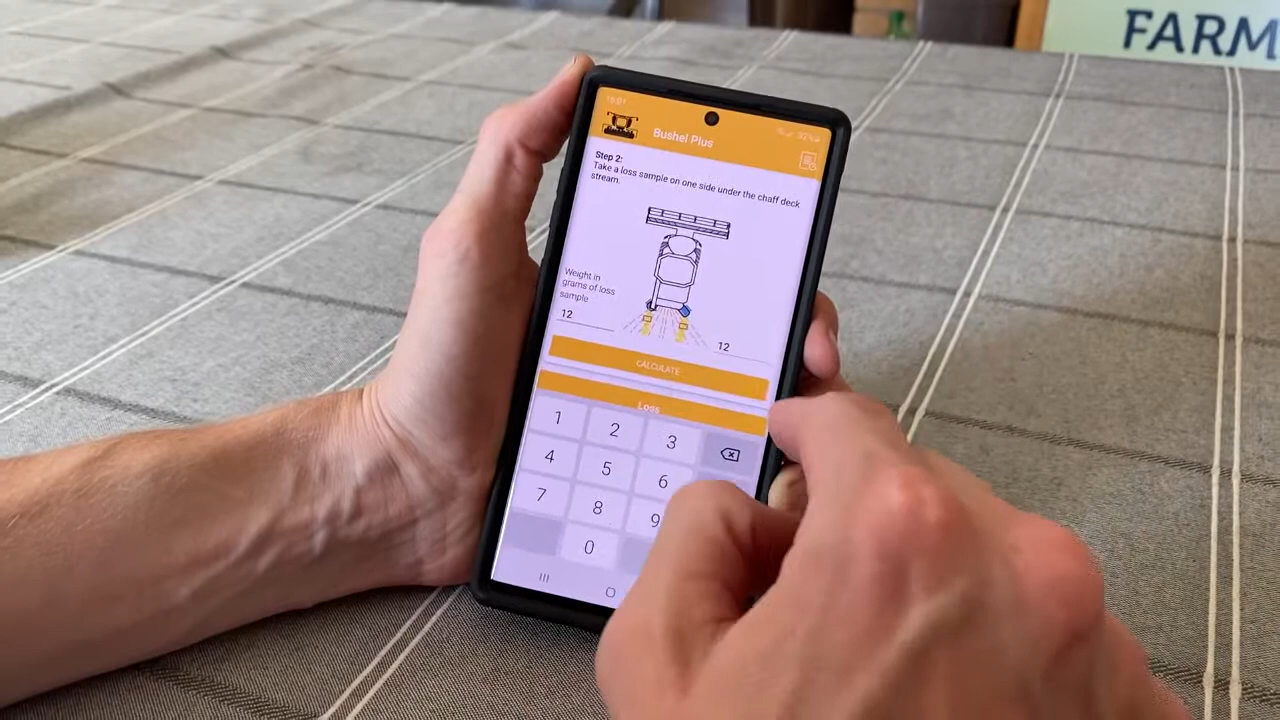 FARM
Bushel Plus
Step 2:
Take a loss sample on one side under the chaff deck
stream.
Weight in
grams of loss
sample
12
12
CALCULATE
Loss
1 2 3
4 5 6
7 8 9
0